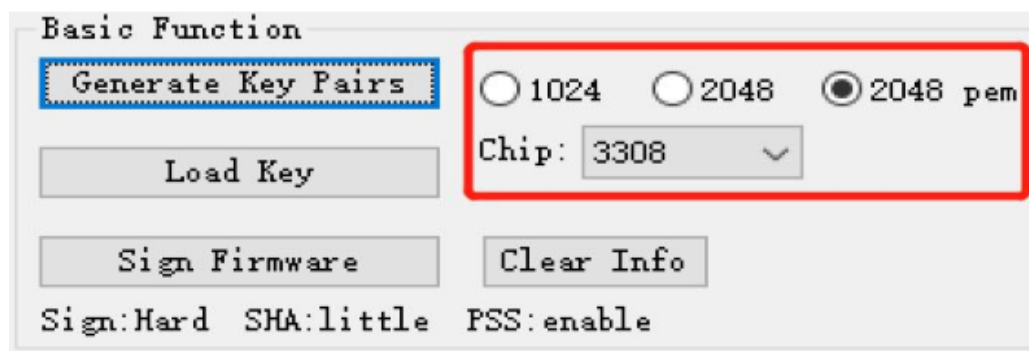 Basic Function
Generate Key Pairs 1024 2048 2048 pem
Load Key Chip: 3308
Sign Firmware Clear Info
Sign:Hard SHA:little PSS:enable